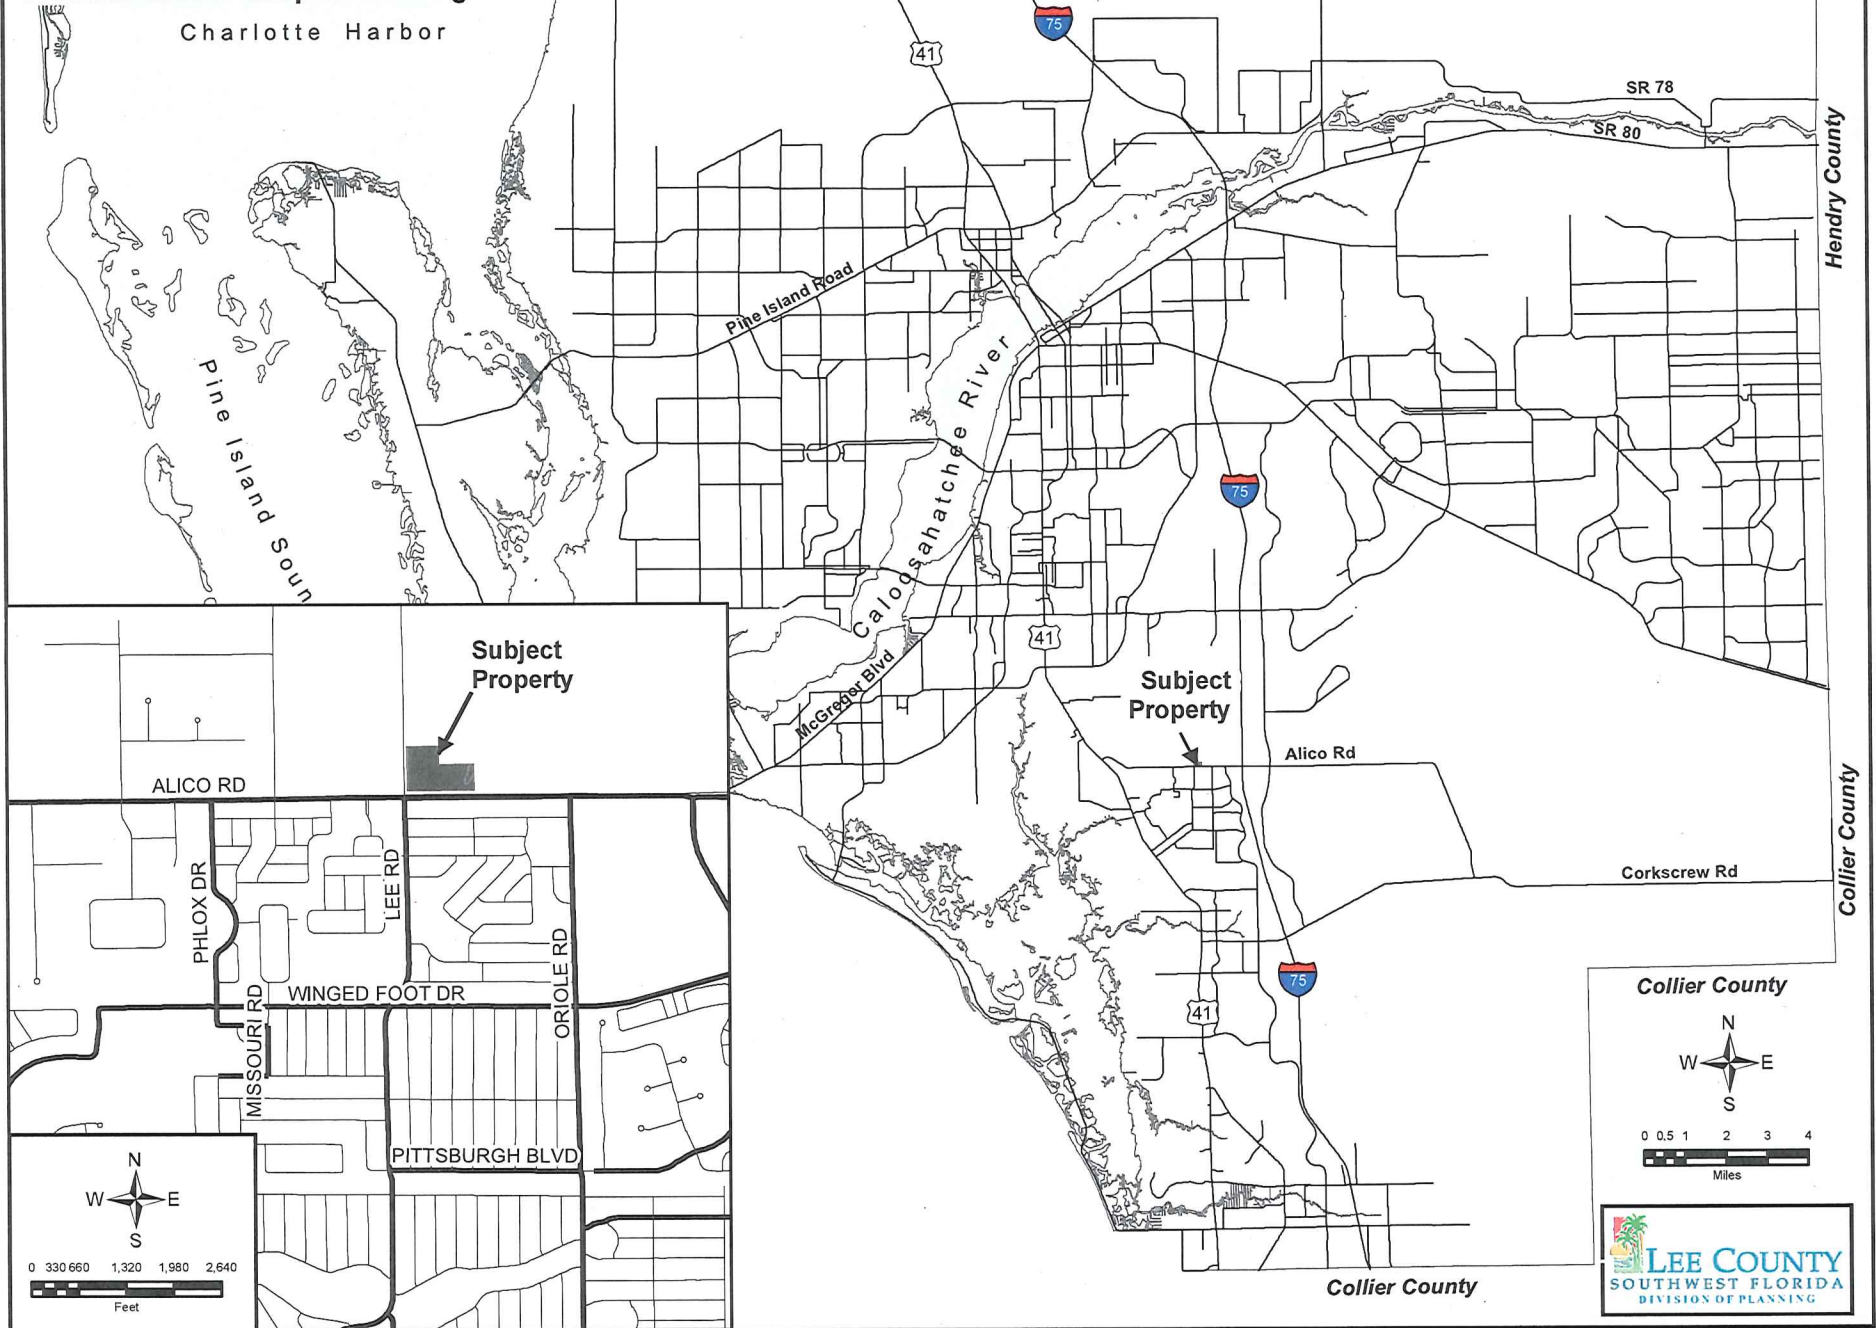 Charlotte Harbor
41
75
SR 78
SR 80
Hendry County
Pine Island Road
Pine Island Soun
Caloosahatchee River
75
41
McGregor Blvd
Subject
Property
Subject
Property
ALICO RD
Alico Rd
Collier County
PHLOX DR
LEE RD
Corkscrew Rd
ORIOLE RD
WINGED FOOT DR
MISSOURI RD
75
41
Collier County
N
W E
S
0 0.5 1 2 3 4
Miles
PITTSBURGH BLVD
N
W E
S
0 330 660 1,320 1,980 2,640
Feet
Collier County
LEE COUNTY
SOUTHWEST FLORIDA
DIVISION OF PLANNING